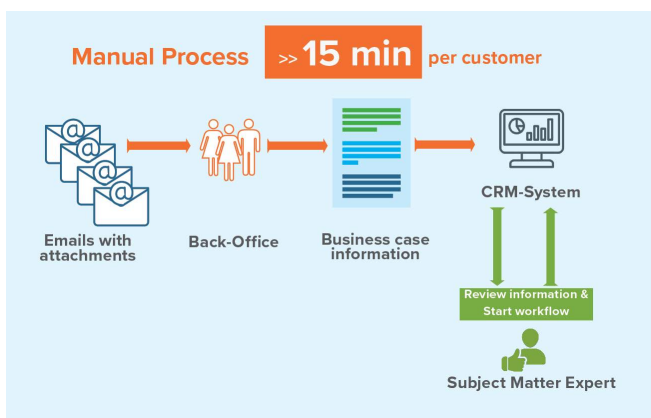 Manual Process >> 15 min per customer
Emails with
attachments
Back-Office
Business case
information
CRM-System
Review information &
Start workflow
Subject Matter Expert